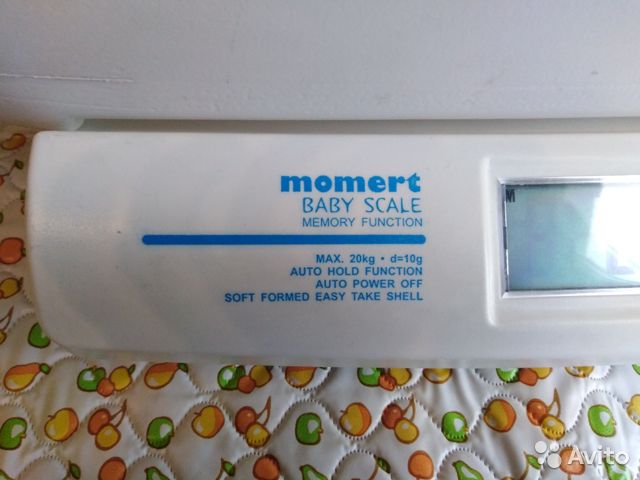 momert
BABY SCALE
MEMORY FUNCTION
MAX. 20kg • d=10g
AUTO HOLD FUNCTION
AUTO POWER OFF
SOFT FORMED EASY TAKE SHELL
M
Avito